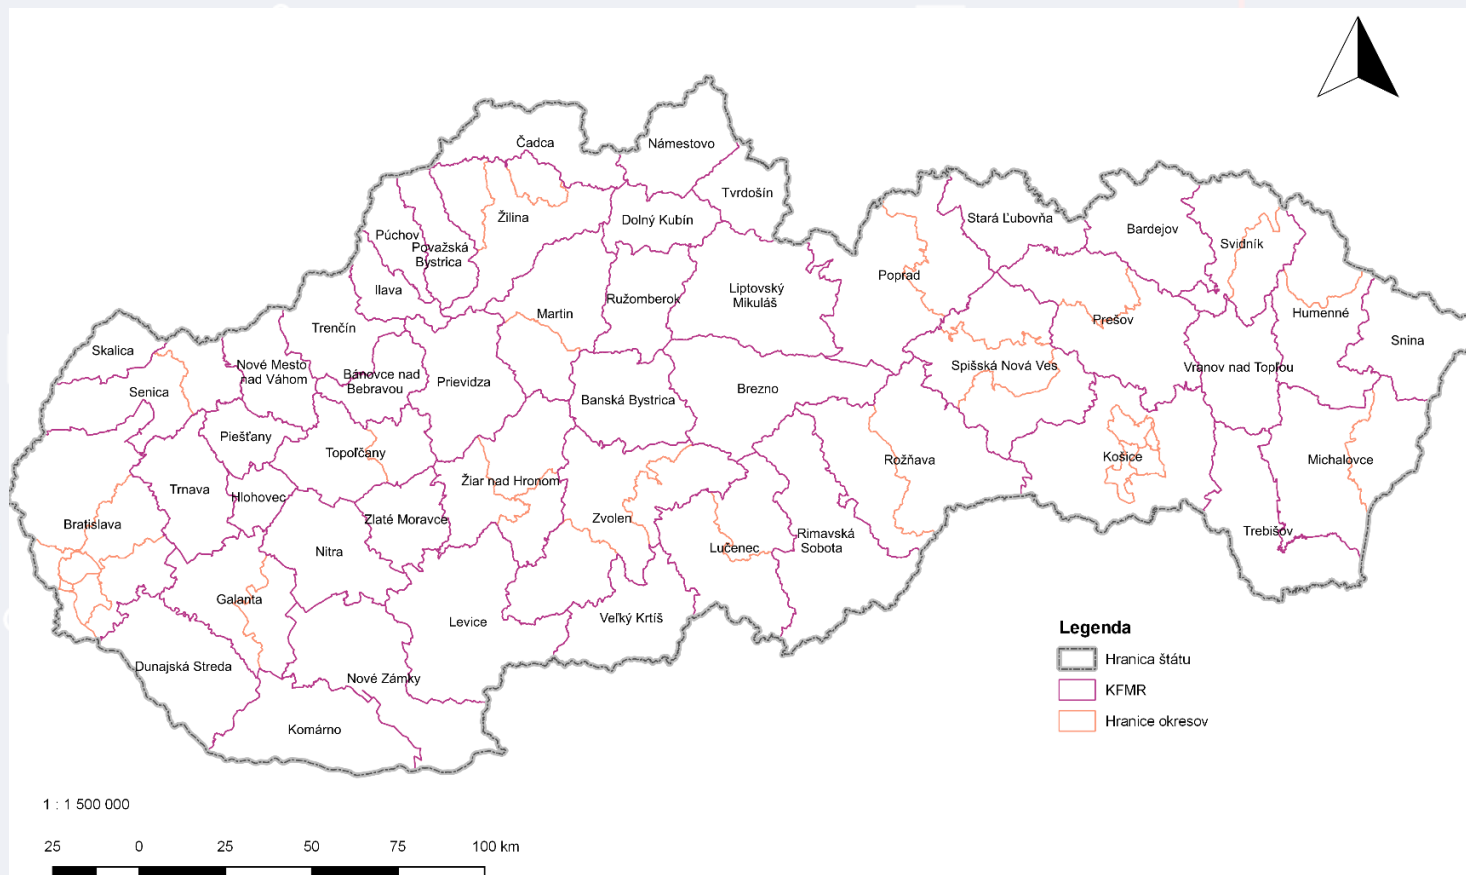 Čadca
Námestovo
Tvrdošín
Žilina
Dolný Kubín
Stará Ľubovňa
Bardejov
Svidník
Púchov
Považská
Bystrica
Poprad
Ilava
Ružomberok
Liptovský
Mikuláš
Martin
Prešov
Humenné
Trenčín
Snina
Skalica
Nové Mesto
nad Váhom
Bánovce nad
Bebravou
Prievidza
Spišská Nová Ves
Vranov nad Topľou
Senica
Banská Bystrica
Brezno
Piešťany
Topoľčany
Rožňava
Košice
Michalovce
Trnava
Hlohovec
Žiar nad Hronom
Bratislava
Zlaté Moravce
Zvolen
Nitra
Lučenec
Rimavská
Sobota
Trebišov
Galanta
Levice
Veľký Krtíš
Dunajská Streda
Nové Zámky
Komárno
Legenda
Hranica štátu
KFMR
Hranice okresov
1 : 1 500 000
25 0 25 50 75 100 km